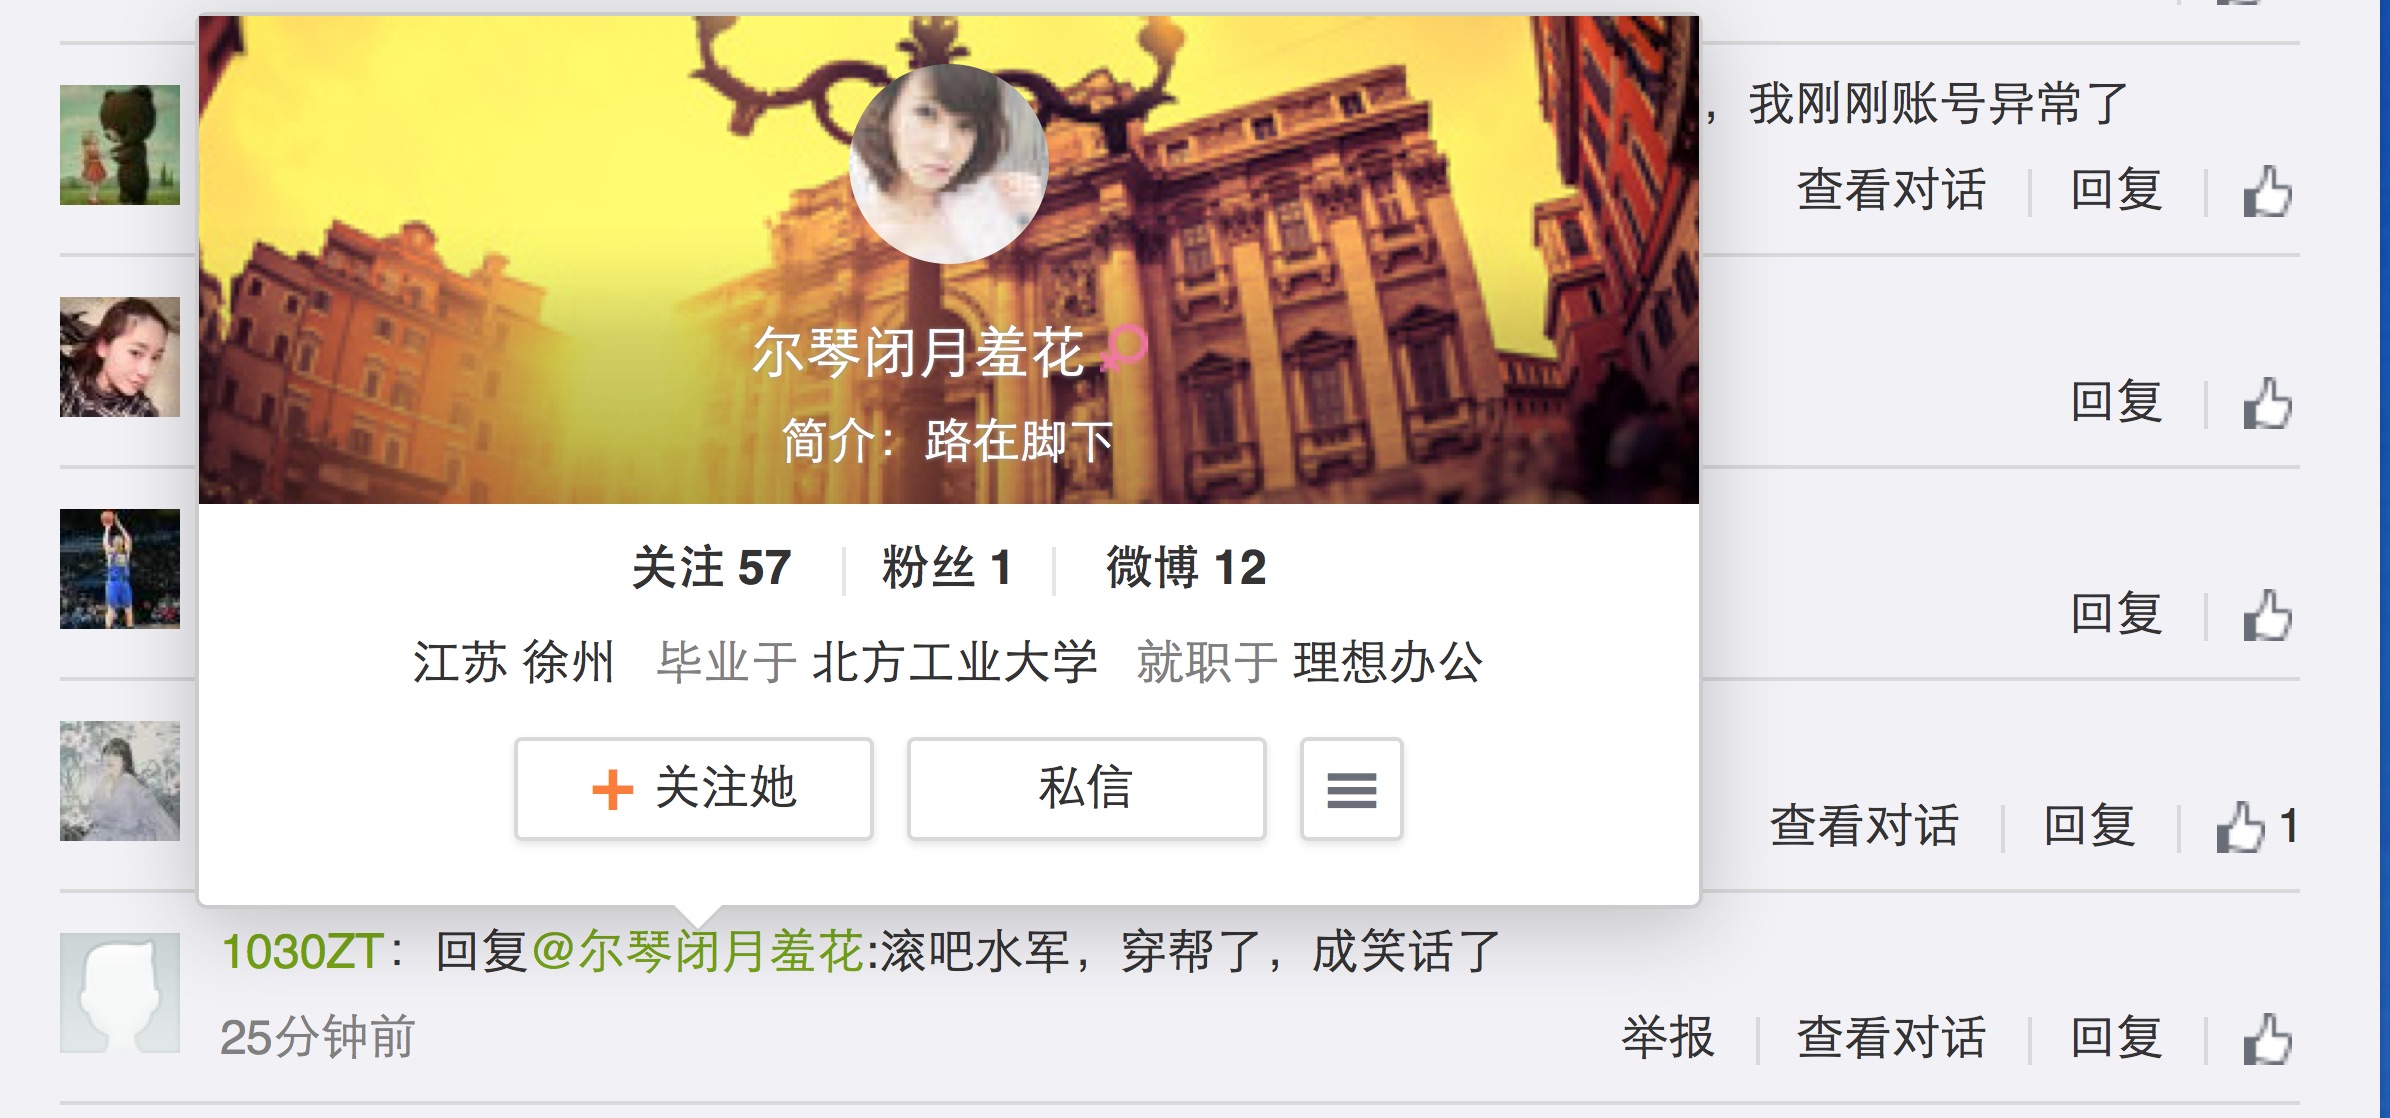 ，我刚刚账号异常了
查看对话 回复
回复
回复
查看对话 回复 1
尔琴闭月羞花
简介：路在脚下
关注 57 粉丝 1 微博 12
江苏 徐州 毕业于 北方工业大学 就职于 理想办公
+ 关注她 私信
1030ZT：回复@尔琴闭月羞花:滚吧水军，穿帮了，成笑话了
25分钟前 举报 查看对话 回复